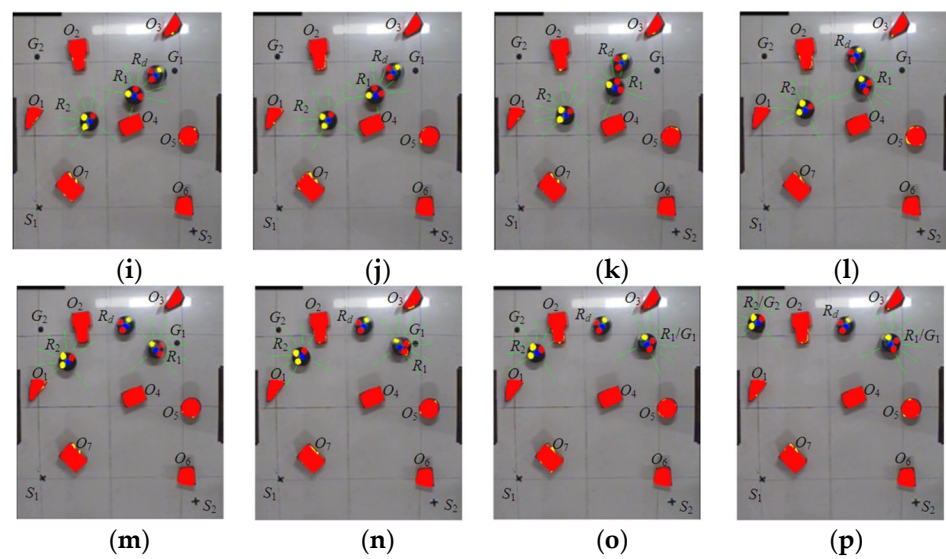 O3
G2
O2
Rd
G1
R1
R2
O1
O4
O5
O7
O6
S1
S2
(i)
O3
G2
O2
Rd
G1
R1
R2
O1
O4
O5
O7
O6
S1
S2
(j)
O3
G2
O2
Rd
G1
R1
R2
O1
O4
O5
O7
O6
S1
S2
(k)
O3
G2
O2
Rd
G1
R1
R2
O1
O4
O5
O7
O6
S1
S2
(l)
O3
G2
O2
Rd
G1
R2
R1
O1
O4
O5
O7
O6
S1
S2
(m)
O3
G2
O2
Rd
G1
R2
R1
O1
O4
O5
O7
O6
S1
S2
(n)
O3
G2
O2
Rd
R1/G1
R2
O1
O4
O5
O7
O6
S1
S2
(o)
R2/G2
O2
O3
Rd
R1/G1
O1
O4
O5
O7
O6
S1
S2
(p)